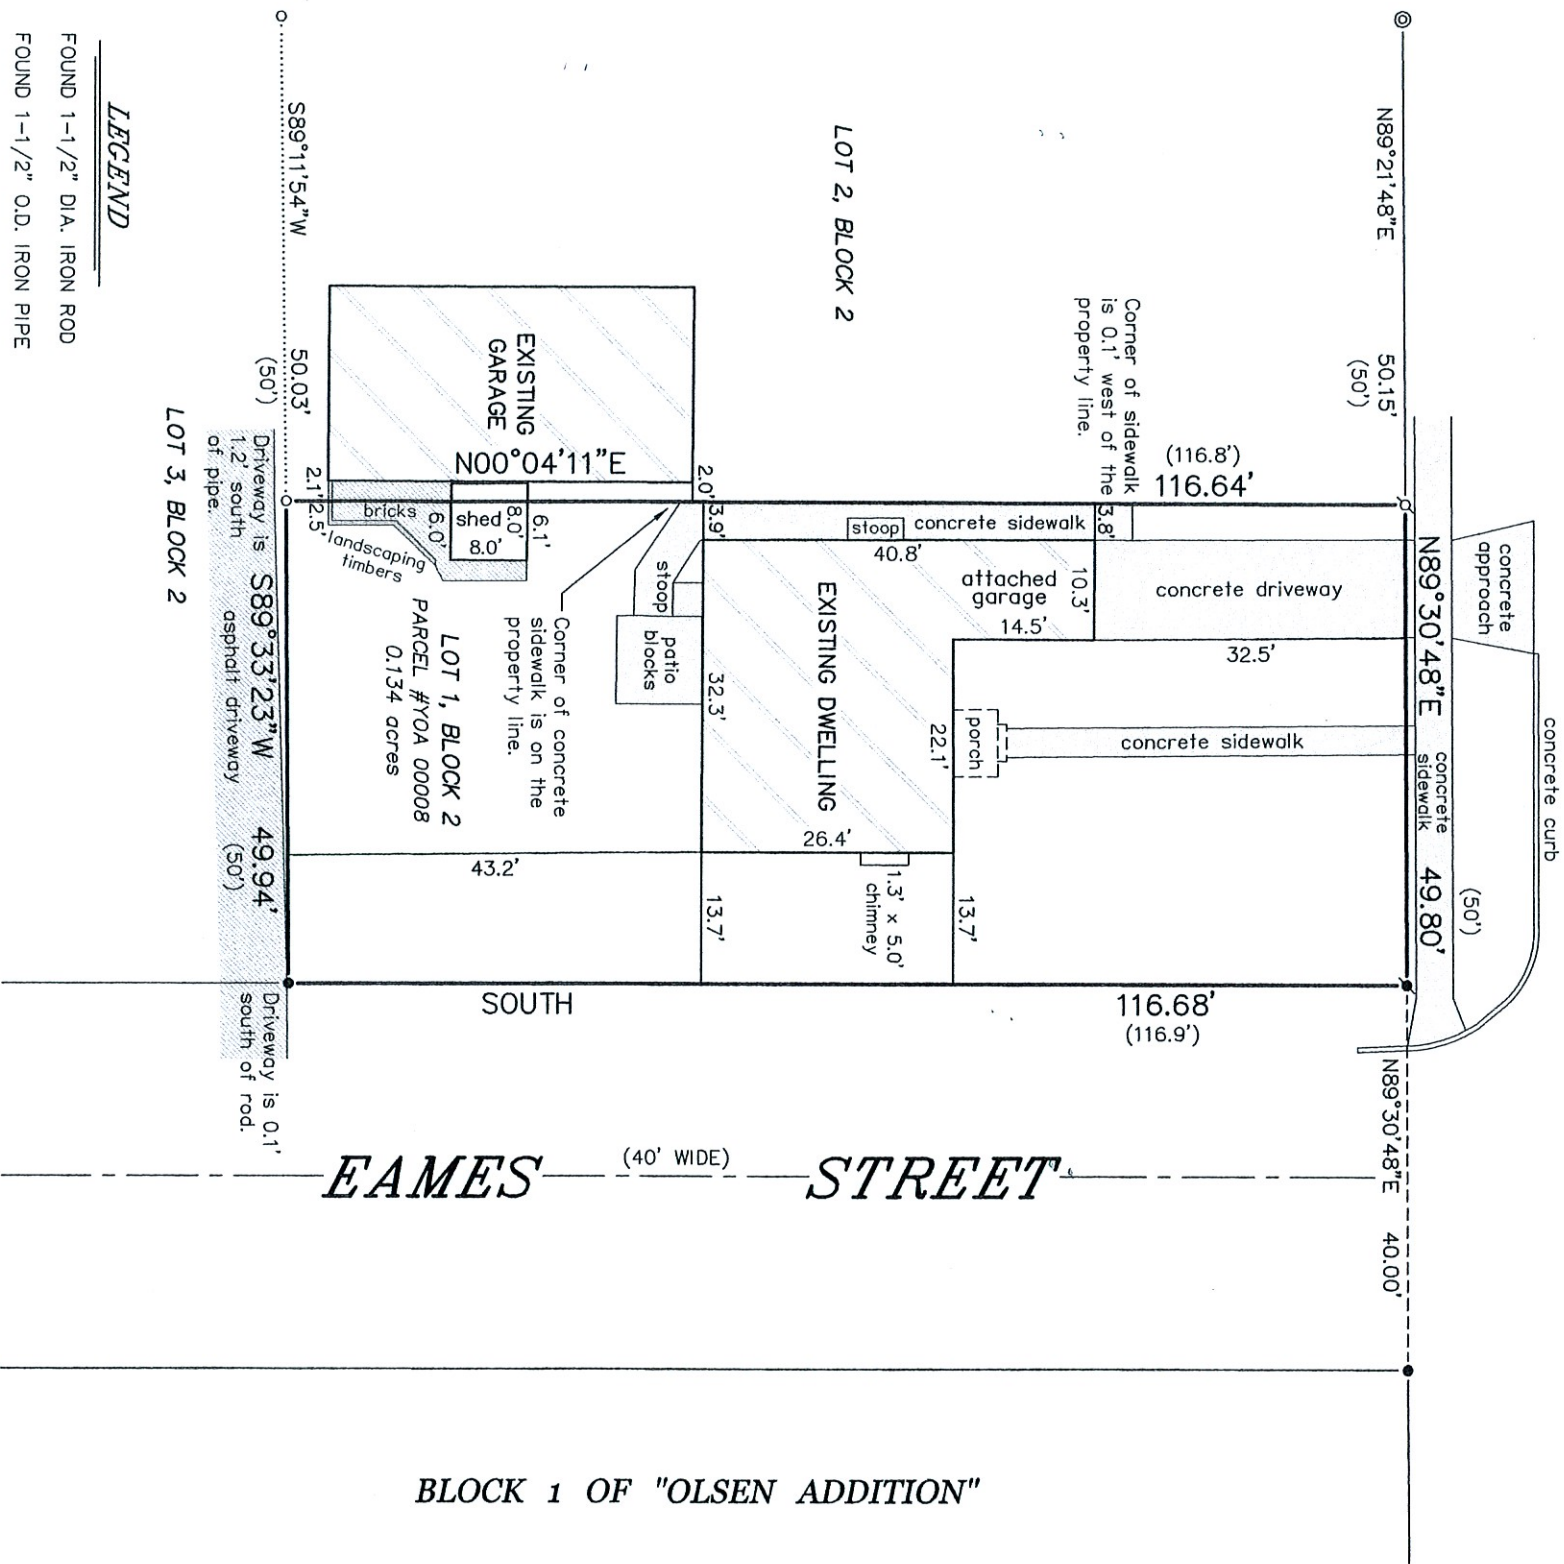 LEGEND
FOUND 1-1/2" DIA. IRON ROD
FOUND 1-1/2" O.D. IRON PIPE
N89°21'48"E
50.15'
(50')
LOT 2, BLOCK 2
Corner of sidewalk
is 0.1' west of the
property line.
(116.8')
116.64'
S89°11'54"W
50.03'
(50')
EXISTING
GARAGE
N00°04'11"E
2.1'
2.5'
2.0'
3.9'
3.8'
bricks
6.0'
shed
8.0'
8.0'
6.1'
landscaping
timbers
stoop
concrete sidewalk
40.8'
attached
garage
10.3'
14.5'
concrete driveway
32.5'
concrete
approach
N89°30'48"E
49.80'
(50')
concrete
sidewalk
concrete curb
stoop
patio
blocks
32.3'
EXISTING DWELLING
22.1'
porch
concrete sidewalk
26.4'
1.3' x 5.0'
chimney
13.7'
13.7'
43.2'
Corner of concrete
sidewalk is on the
property line.
LOT 1, BLOCK 2
PARCEL #YOA 00008
0.134 acres
LOT 3, BLOCK 2
Driveway is
1.2' south
of pipe.
S89°33'23"W
49.94'
(50')
asphalt driveway
Driveway is 0.1'
south of rod.
SOUTH
116.68'
(116.9')
N89°30'48"E
40.00'
EAMES STREET
(40' WIDE)
BLOCK 1 OF "OLSEN ADDITION"